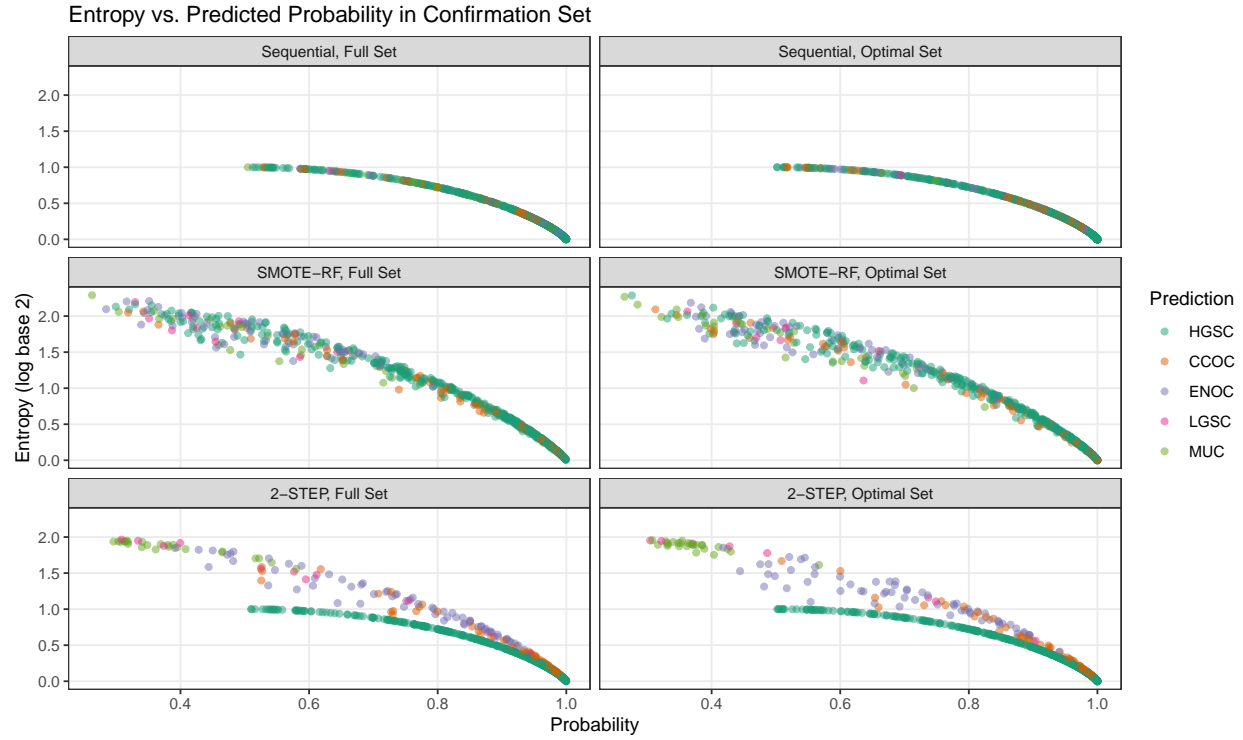 Entropy vs. Predicted Probability in Confirmation Set
Sequential, Full Set
Sequential, Optimal Set
2.0
1.5
1.0
0.5
0.0
SMOTE−RF, Full Set
SMOTE−RF, Optimal Set
2.0
1.5
1.0
0.5
0.0
2−STEP, Full Set
2−STEP, Optimal Set
2.0
1.5
1.0
0.5
0.0
0.4
0.6
0.8
1.0
0.4
0.6
0.8
1.0
Probability
Entropy (log base 2)
Prediction
HGSC
CCOC
ENOC
LGSC
MUC